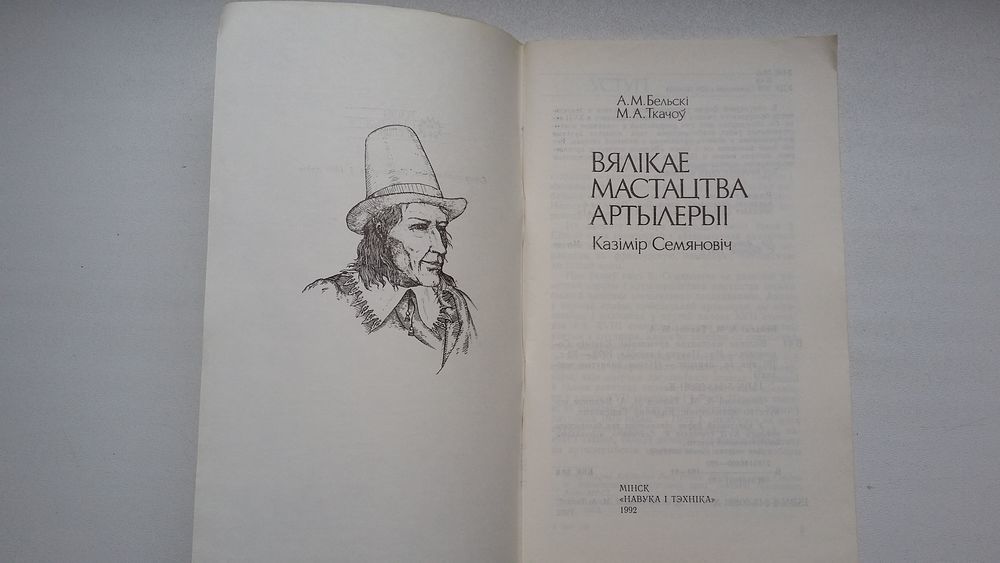 А. М. Бельскі
М. А. Ткачоў
ВЯЛІКАЕ
МАСТАЦТВА
АРТЫЛЕРЫІ
Казімір Семяновіч
МІНСК
«НАВУКА І ТЭХНІКА»
1992